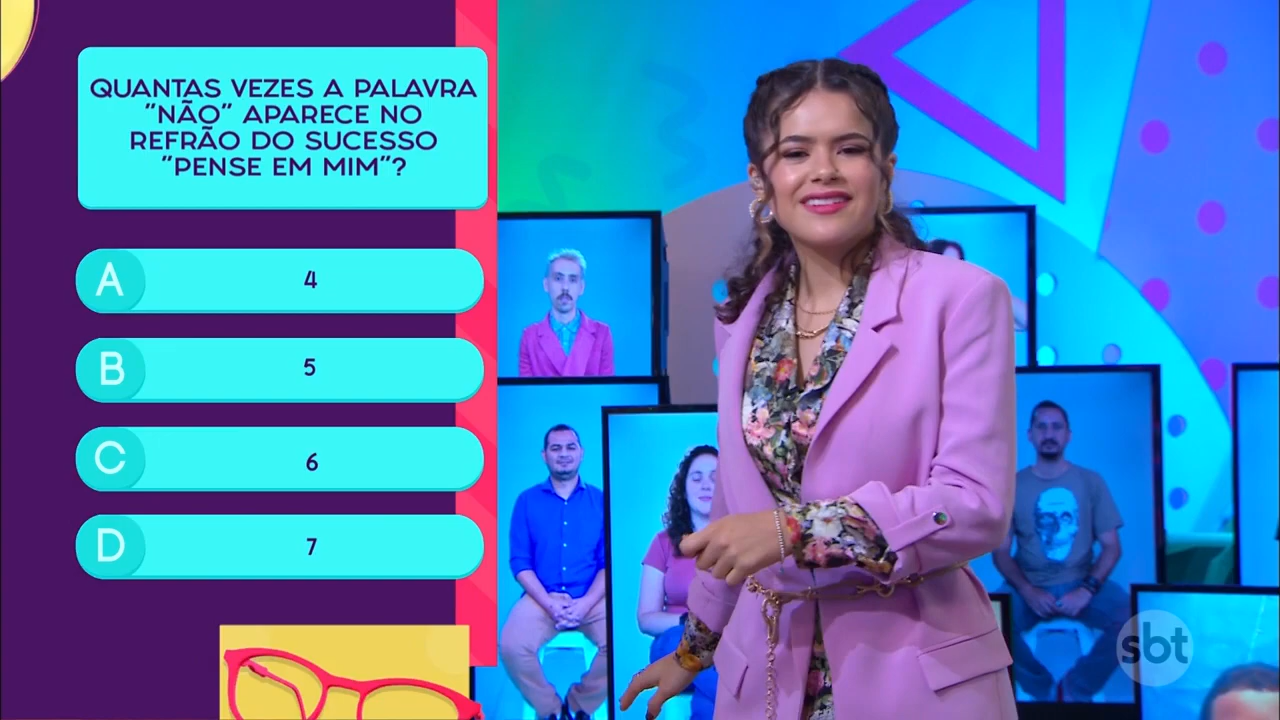 QUANTAS VEZES A PALAVRA
"NÃO" APARECE NO
REFRÃO DO SUCESSO
"PENSE EM MIM"?
A 4
B 5
C 6
D 7
sbt